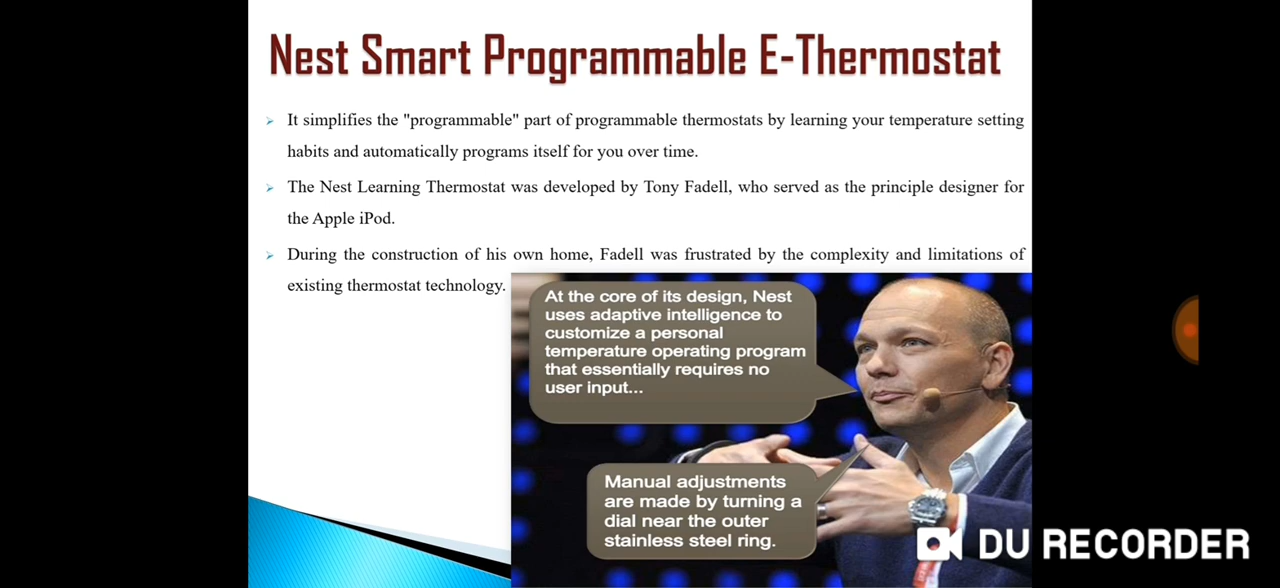 Nest Smart Programmable E-Thermostat
It simplifies the "programmable" part of programmable thermostats by learning your temperature setting
habits and automatically programs itself for you over time.
The Nest Learning Thermostat was developed by Tony Fadell, who served as the principle designer for
the Apple iPod.
During the construction of his own home, Fadell was frustrated by the complexity and limitations of
existing thermostat technology.
At the core of its design, Nest
uses adaptive intelligence to
customize a personal
temperature operating program
that essentially requires no
user input...
Manual adjustments
are made by turning a
dial near the outer
stainless steel ring.
DU RECORDER